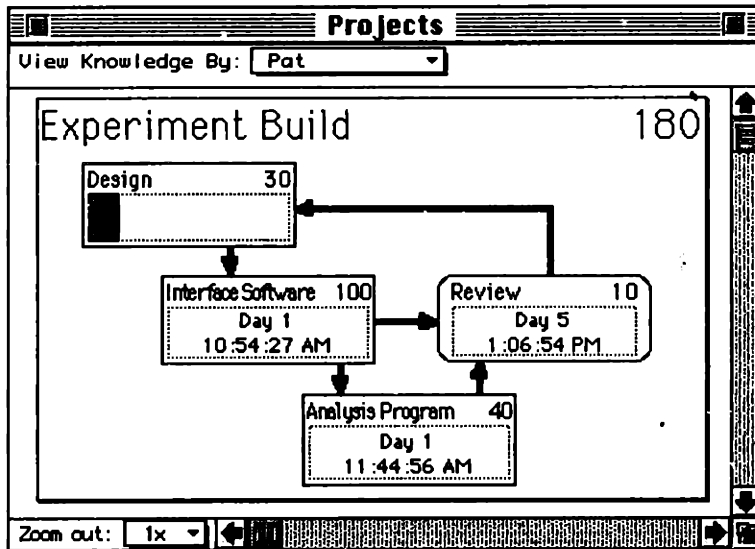 Projects
View Knowledge By: Pat
Experiment Build 180
Design 30
Interface Software 100
Day 1
10:54:27 AM
Review 10
Day 5
1:06:54 PM
Analysis Program 40
Day 1
11:44:56 AM
Zoom out: 1x